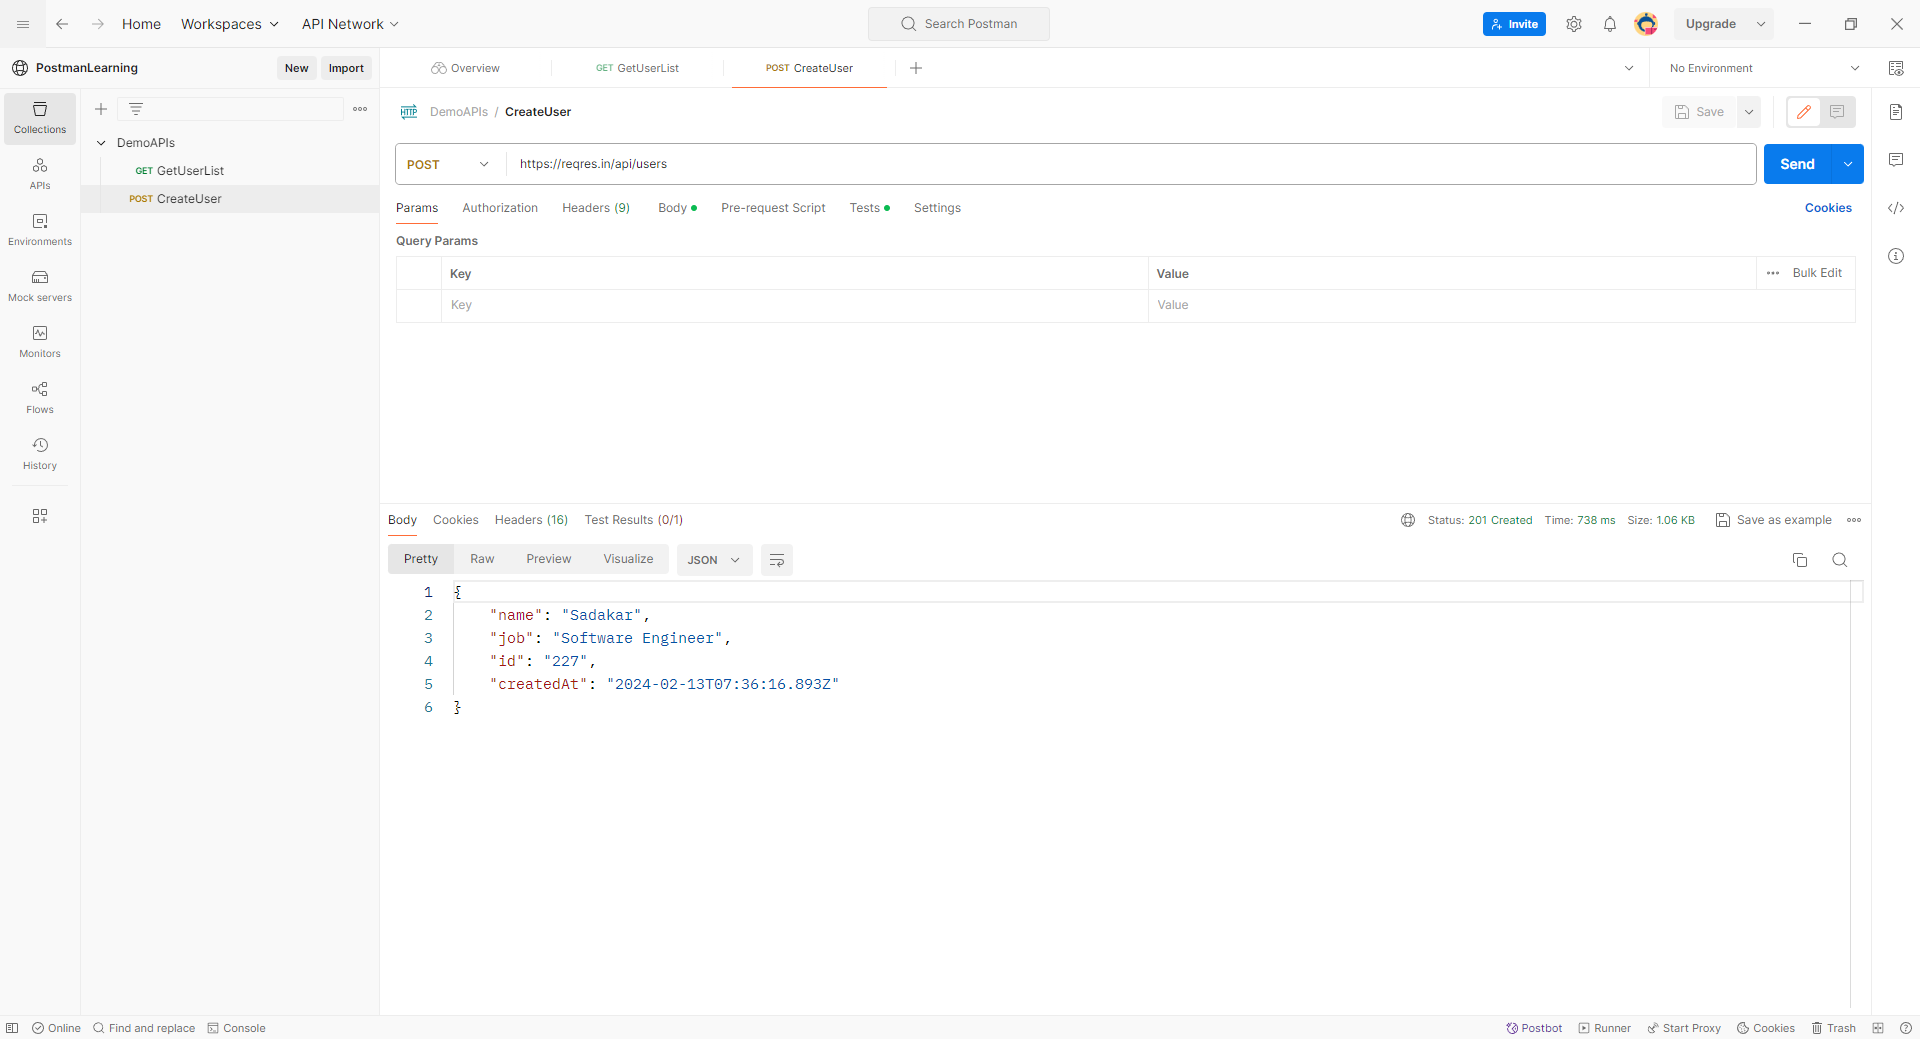 Home Workspaces API Network Search Postman Invite Upgrade
PostmanLearning New Import Overview GET GetUserList POST CreateUser No Environment
Collections
APIs
Environments
Mock servers
Monitors
Flows
History
DemoAPIs
GET GetUserList
POST CreateUser
HTTP DemoAPIs / CreateUser Save
POST https://reqres.in/api/users Send
Params Authorization Headers (9) Body Pre-request Script Tests Settings Cookies
Query Params
Key Value Bulk Edit
Key Value
Body Cookies Headers (16) Test Results (0/1) Status: 201 Created Time: 738 ms Size: 1.06 KB Save as example
Pretty Raw Preview Visualize JSON
1 {
2 "name": "Sadakar",
3 "job": "Software Engineer",
4 "id": "227",
5 "createdAt": "2024-02-13T07:36:16.893Z"
6 }
Online Find and replace Console Postbot Runner Start Proxy Cookies Trash